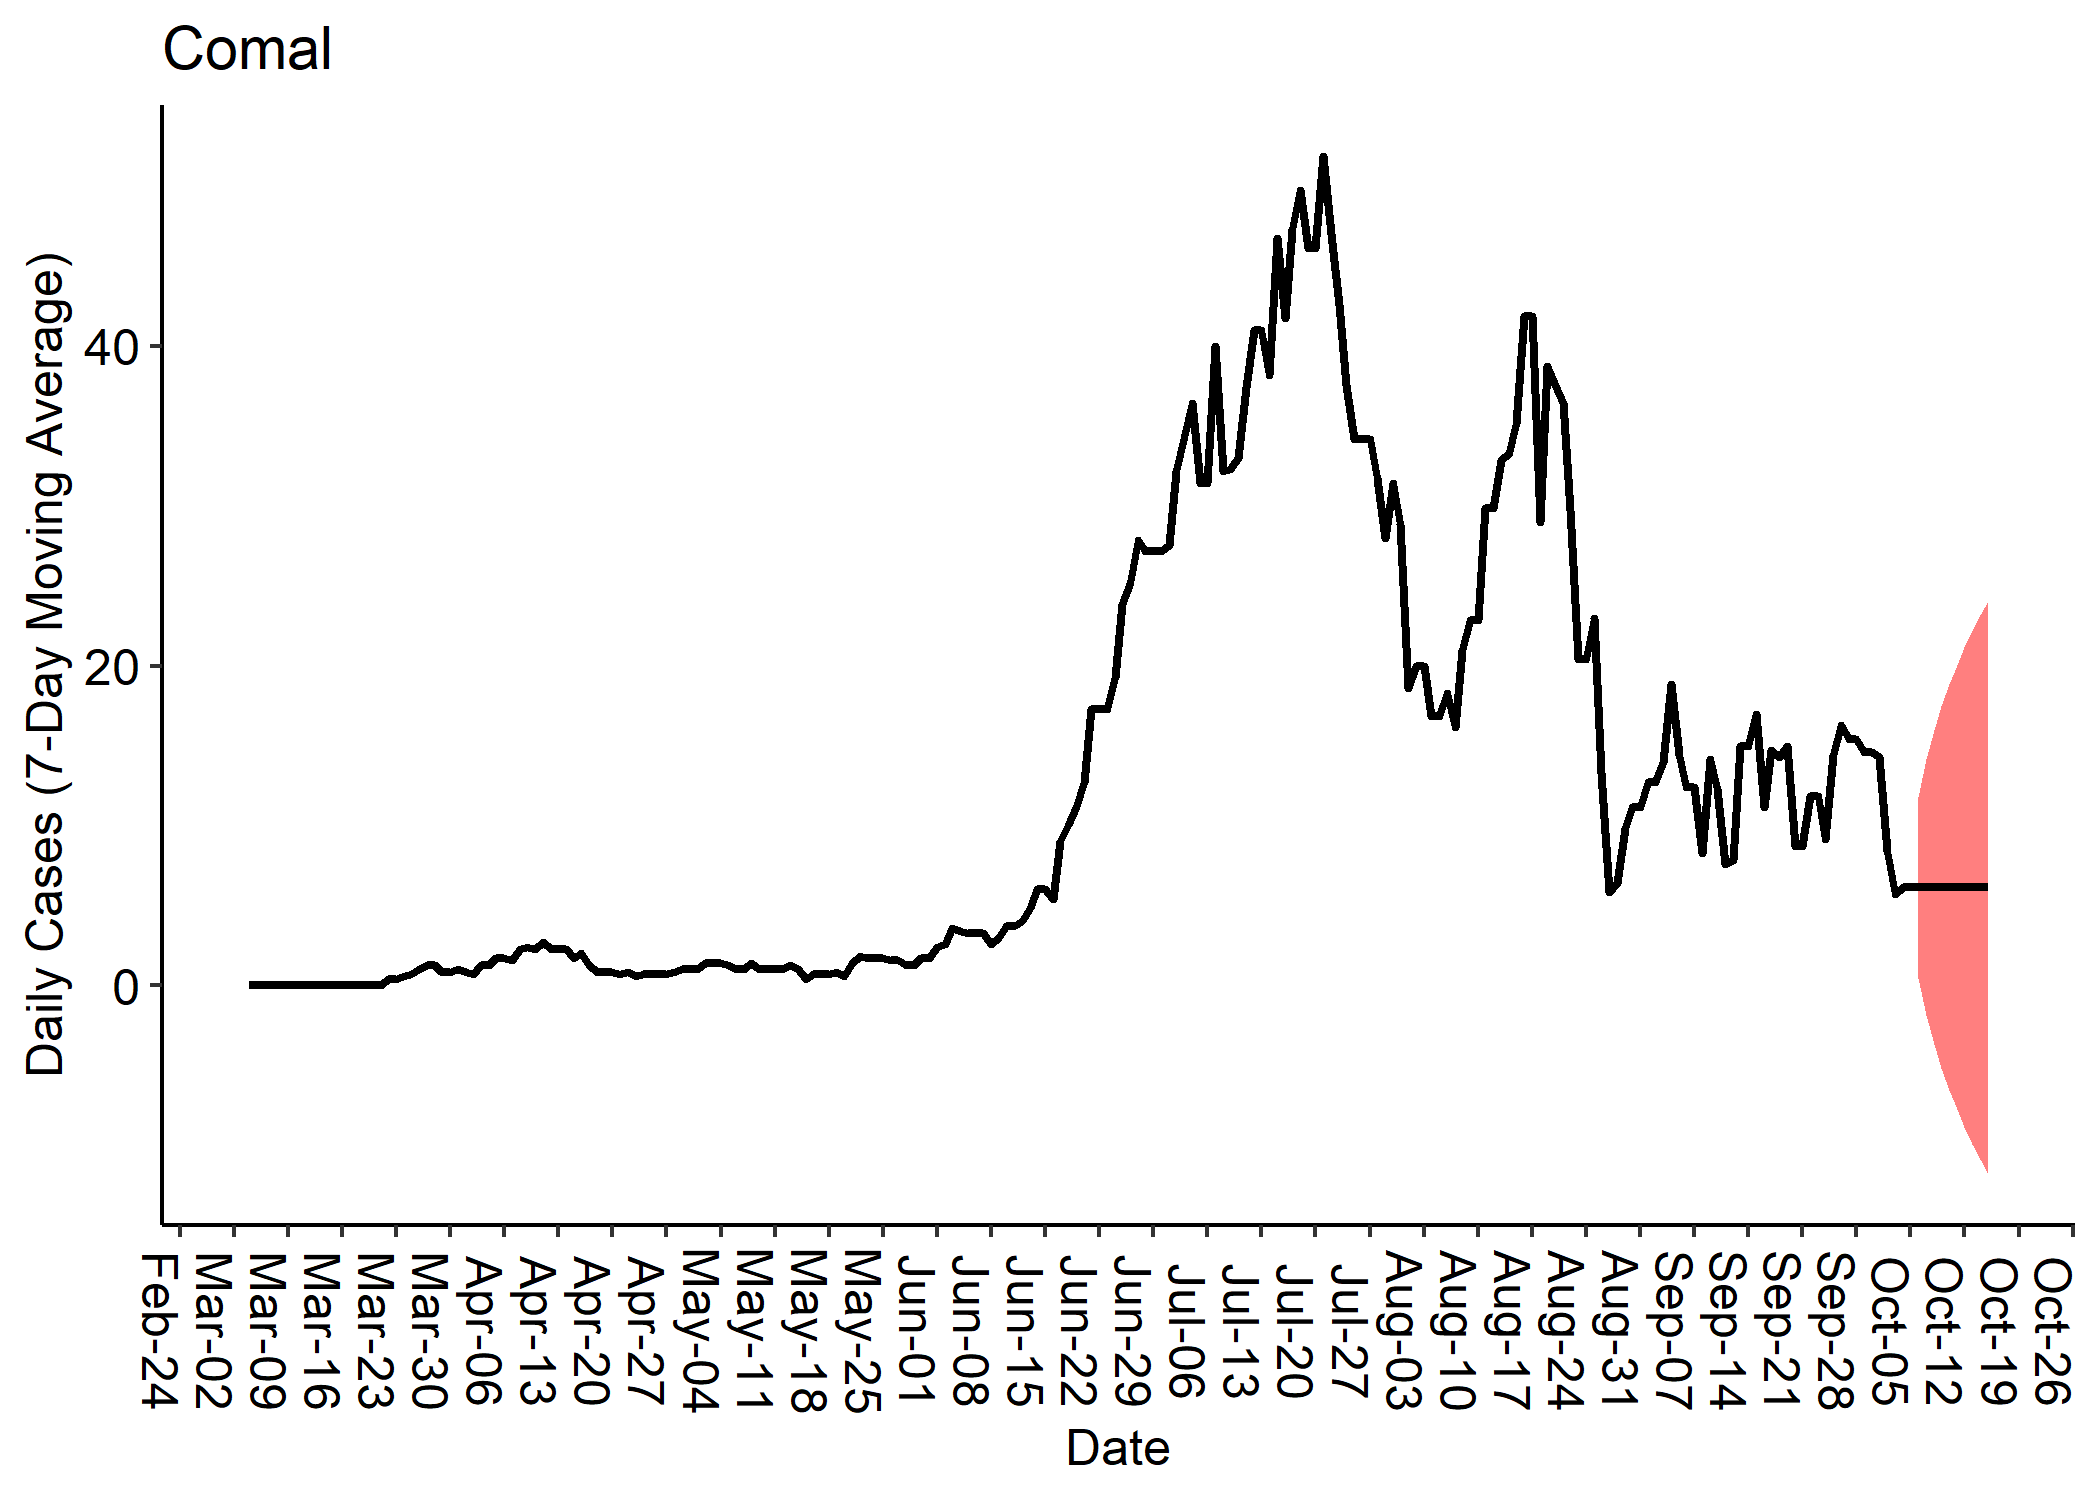 Comal
Daily Cases (7-Day Moving Average)
40
20
0
Feb-24
Mar-02
Mar-09
Mar-16
Mar-23
Mar-30
Apr-06
Apr-13
Apr-20
Apr-27
May-04
May-11
May-18
May-25
Jun-01
Jun-08
Jun-15
Jun-22
Jun-29
Jul-06
Jul-13
Jul-20
Jul-27
Aug-03
Aug-10
Aug-17
Aug-24
Aug-31
Sep-07
Sep-14
Sep-21
Sep-28
Oct-05
Oct-12
Oct-19
Oct-26
Date